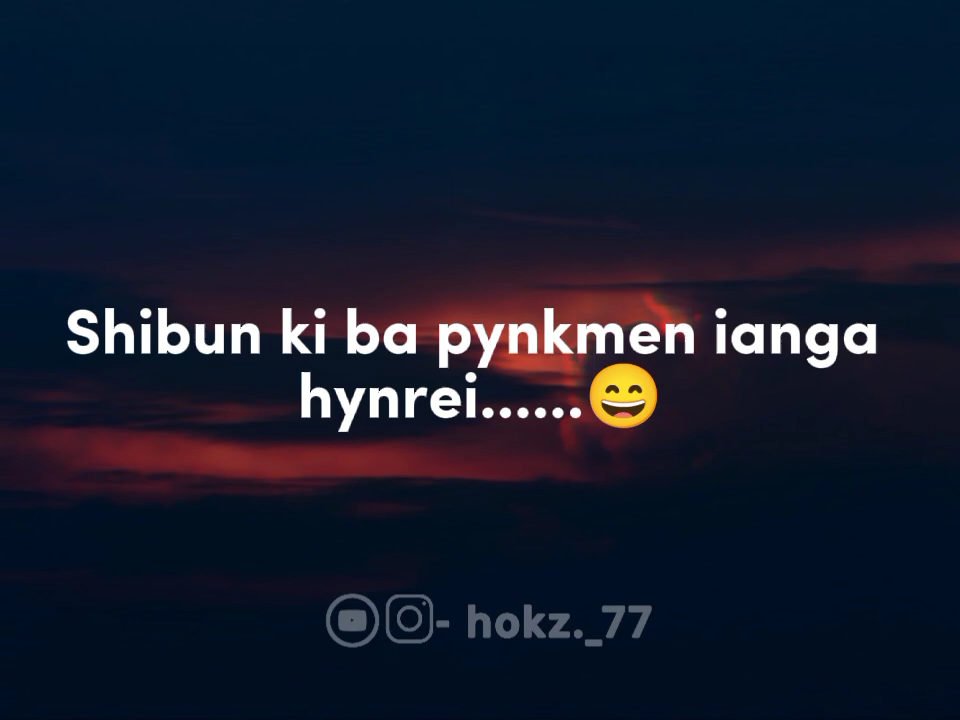 Shibun ki ba pynkmen ianga
hynrei......😄
- hokz._77